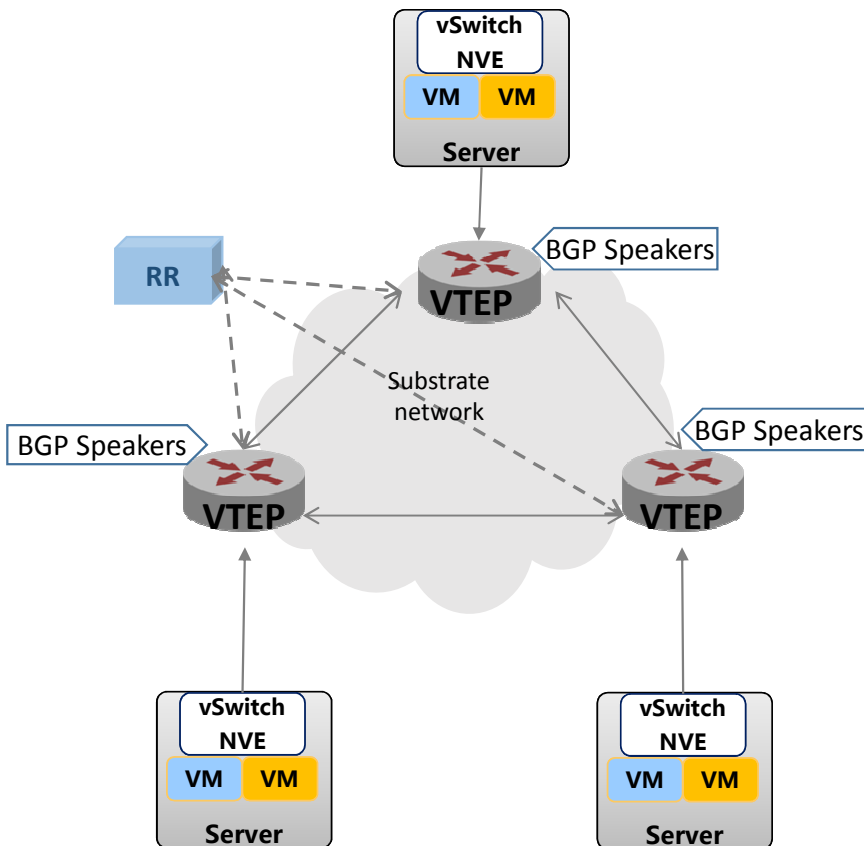 vSwitch
NVE
VM VM
Server
BGP Speakers
RR
VTEP
Substrate
network
BGP Speakers
BGP Speakers
VTEP
VTEP
vSwitch
NVE
VM VM
Server
vSwitch
NVE
VM VM
Server